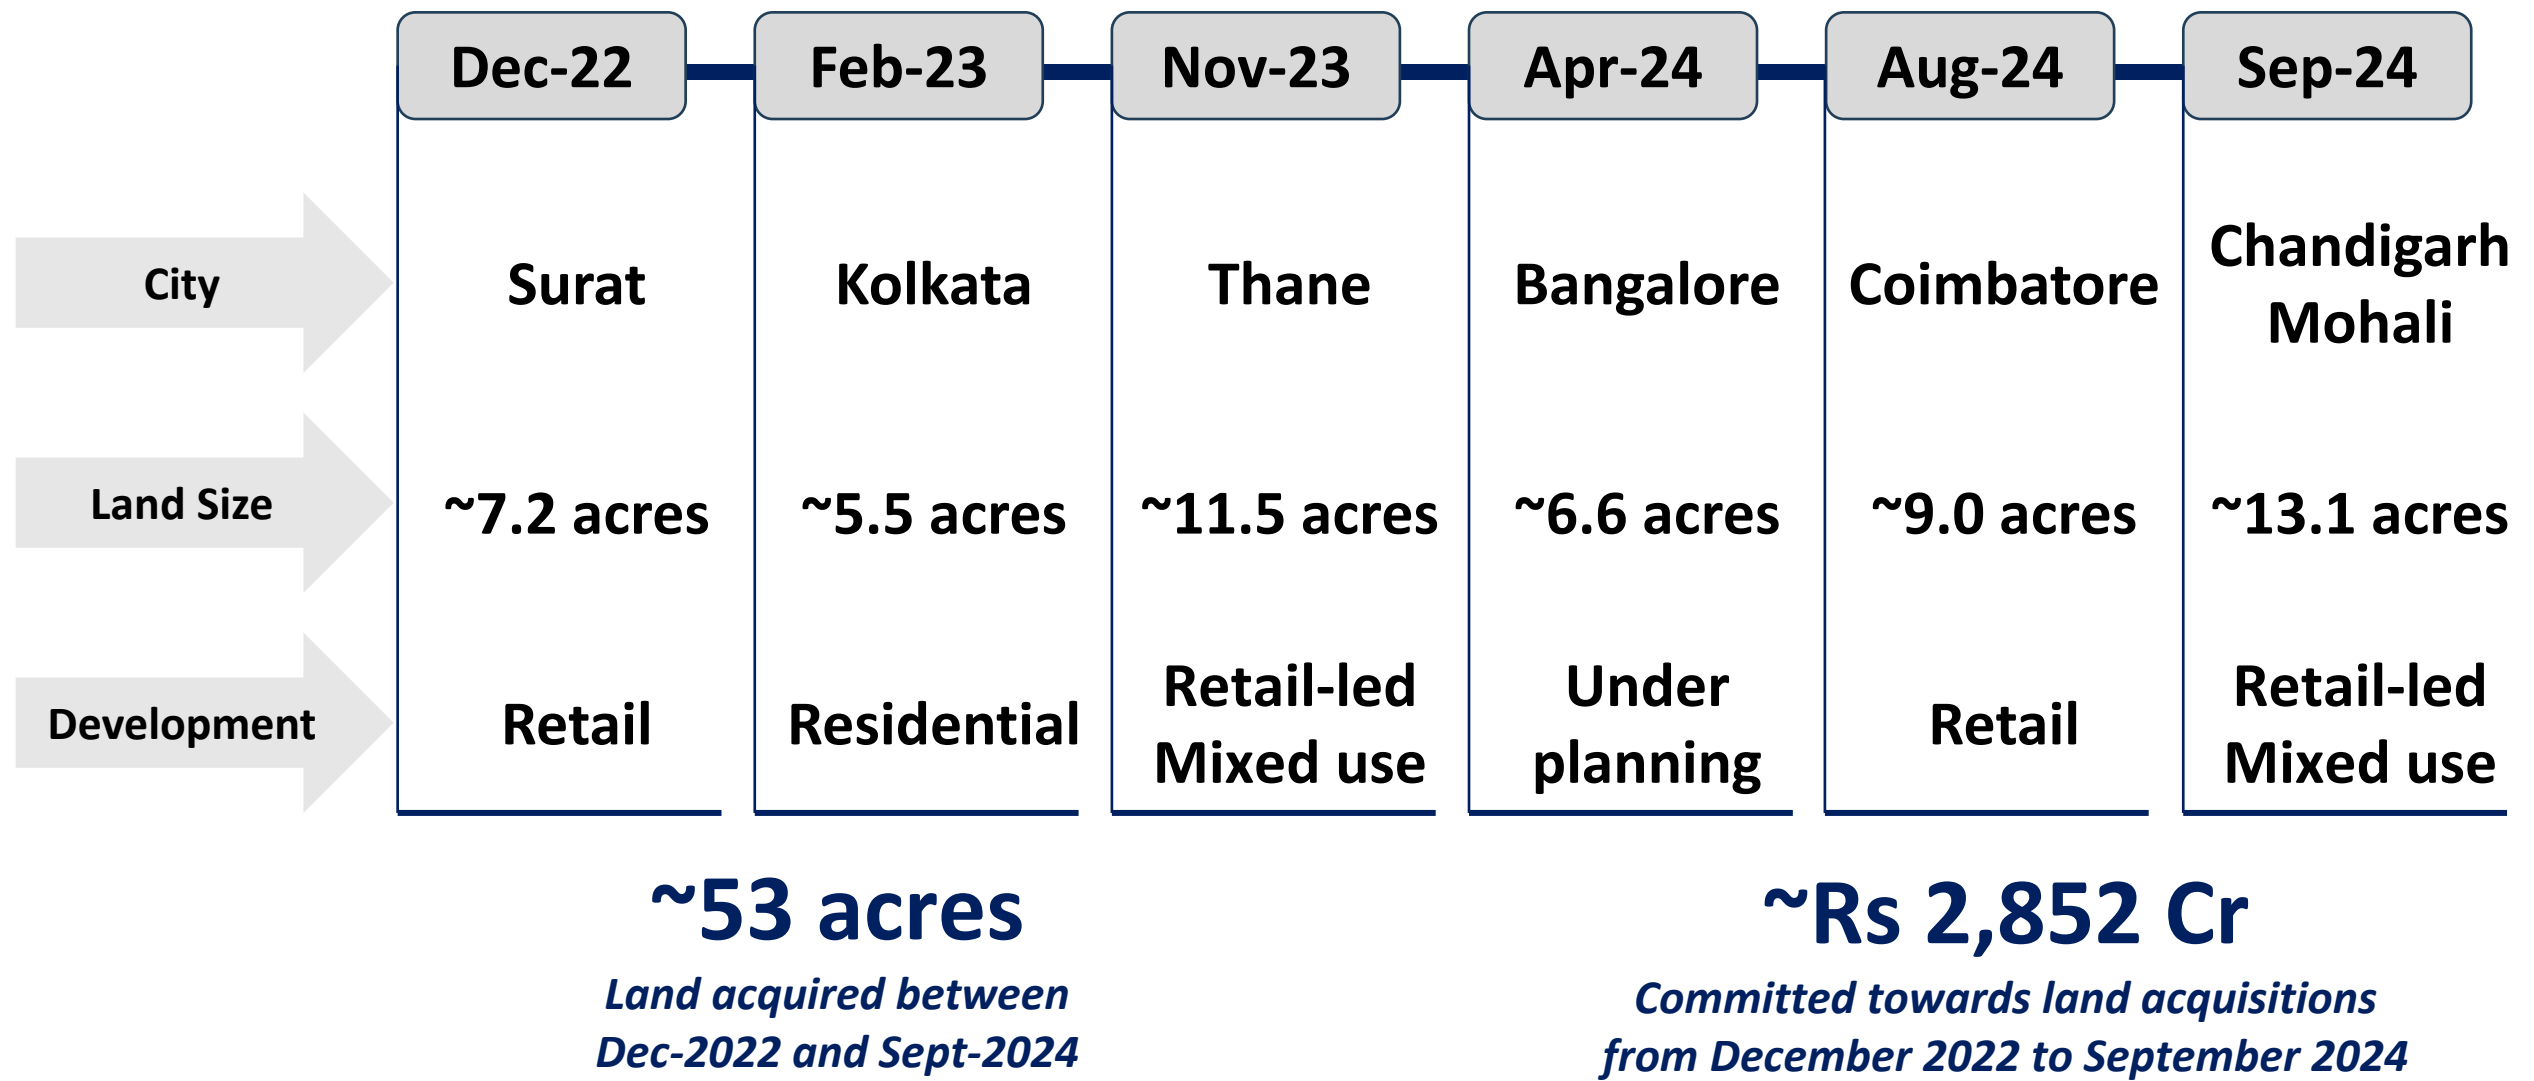 Dec-22 Feb-23 Nov-23 Apr-24 Aug-24 Sep-24
City Surat Kolkata Thane Bangalore Coimbatore Chandigarh
Mohali
Land Size ~7.2 acres ~5.5 acres ~11.5 acres ~6.6 acres ~9.0 acres ~13.1 acres
Development Retail Residential Retail-led
Mixed use
Under
planning
Retail
Retail-led
Mixed use
~53 acres
Land acquired between
Dec-2022 and Sept-2024
~Rs 2,852 Cr
Committed towards land acquisitions
from December 2022 to September 2024